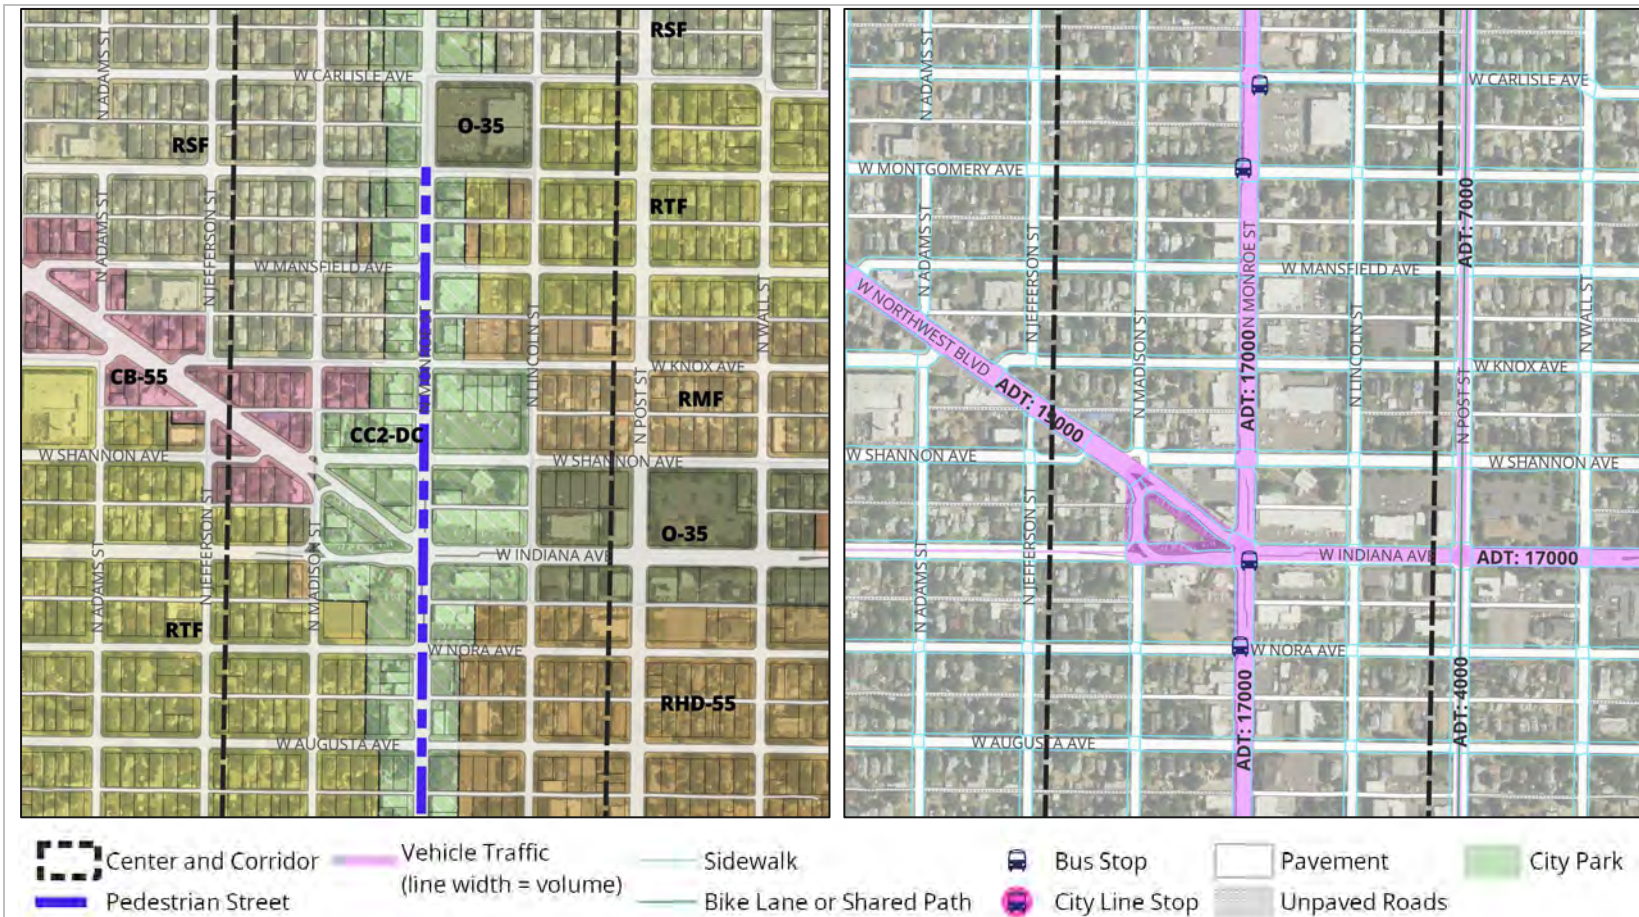 N ADAMS ST
RSF
W CARLISLE AVE
O-35
RSF
RTF
N ADAMS ST
N JEFFERSON ST
W MANSFIELD AVE
N LINCOLN ST
N WALL ST
W KNOX AVE
CB-55
RMF
CC2-DC
N POST ST
W SHANNON AVE
W SHANNON AVE
N JEFFERSON ST
O-35
N MADISON ST
W INDIANA AVE
N ADAMS ST
RTF
W NORA AVE
RHD-55
W AUGUSTA AVE
N ADAMS ST
W CARLISLE AVE
W MONTGOMERY AVE
ADT: 7000
N ADAMS ST
N JEFFERSON ST
N MONROE ST
W MANSFIELD AVE
W NORTHWEST BLVD
N MADISON ST
N LINCOLN ST
N WALL ST
ADT: 17000
W KNOX AVE
N POST ST
W SHANNON AVE
W SHANNON AVE
N JEFFERSON ST
W INDIANA AVE
ADT: 17000
N ADAMS ST
W NORA AVE
ADT: 17000
ADT: 4000
W AUGUSTA AVE
Center and Corridor
Vehicle Traffic
(line width = volume)
Sidewalk
Bus Stop
Pavement
City Park
Pedestrian Street
Bike Lane or Shared Path
City Line Stop
Unpaved Roads